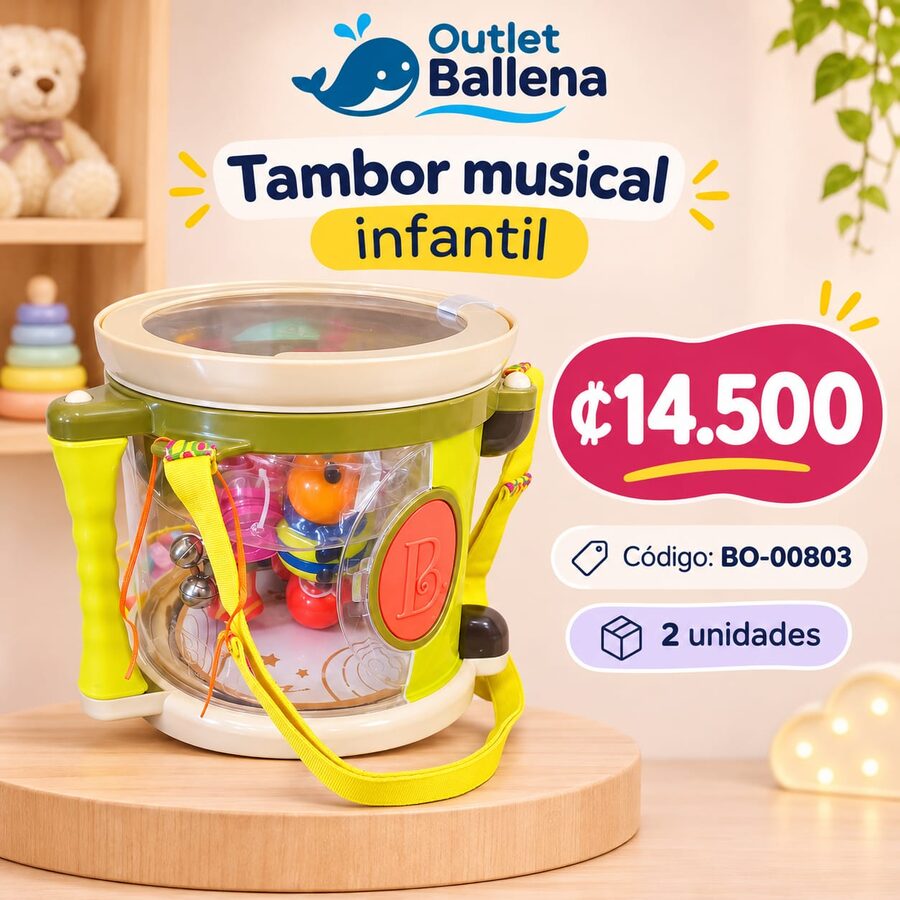 Outlet
Ballena
Tambor musical
infantil
₡14.500
Código: BO-00803
2 unidades
B.